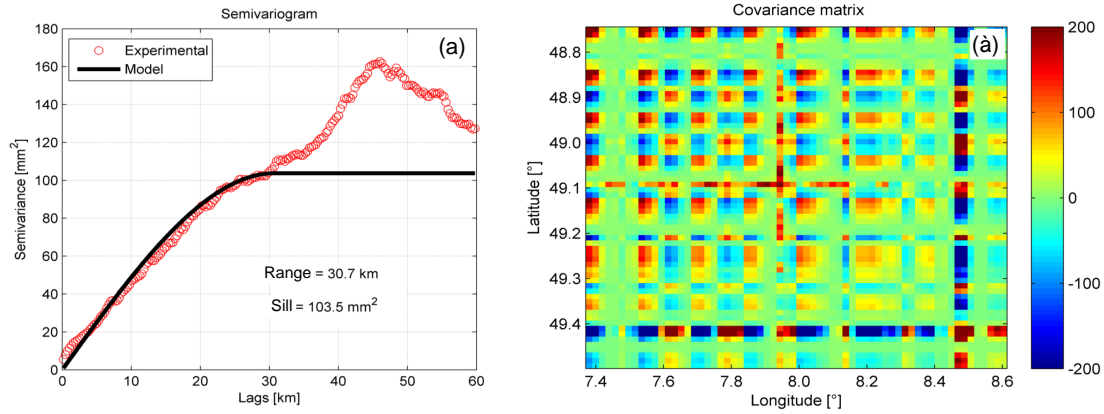 Semivariogram
(a)
Experimental
Model
Semivariance [mm²]
180
160
140
120
100
80
60
40
20
0
Range = 30.7 km
Sill = 103.5 mm²
0 10 20 30 40 50 60
Lags [km]
Covariance matrix
(à)
Latitude [°]
48.8
48.9
49.0
49.1
49.2
49.3
49.4
7.4 7.6 7.8 8.0 8.2 8.4 8.6
Longitude [°]
200
100
0
-100
-200